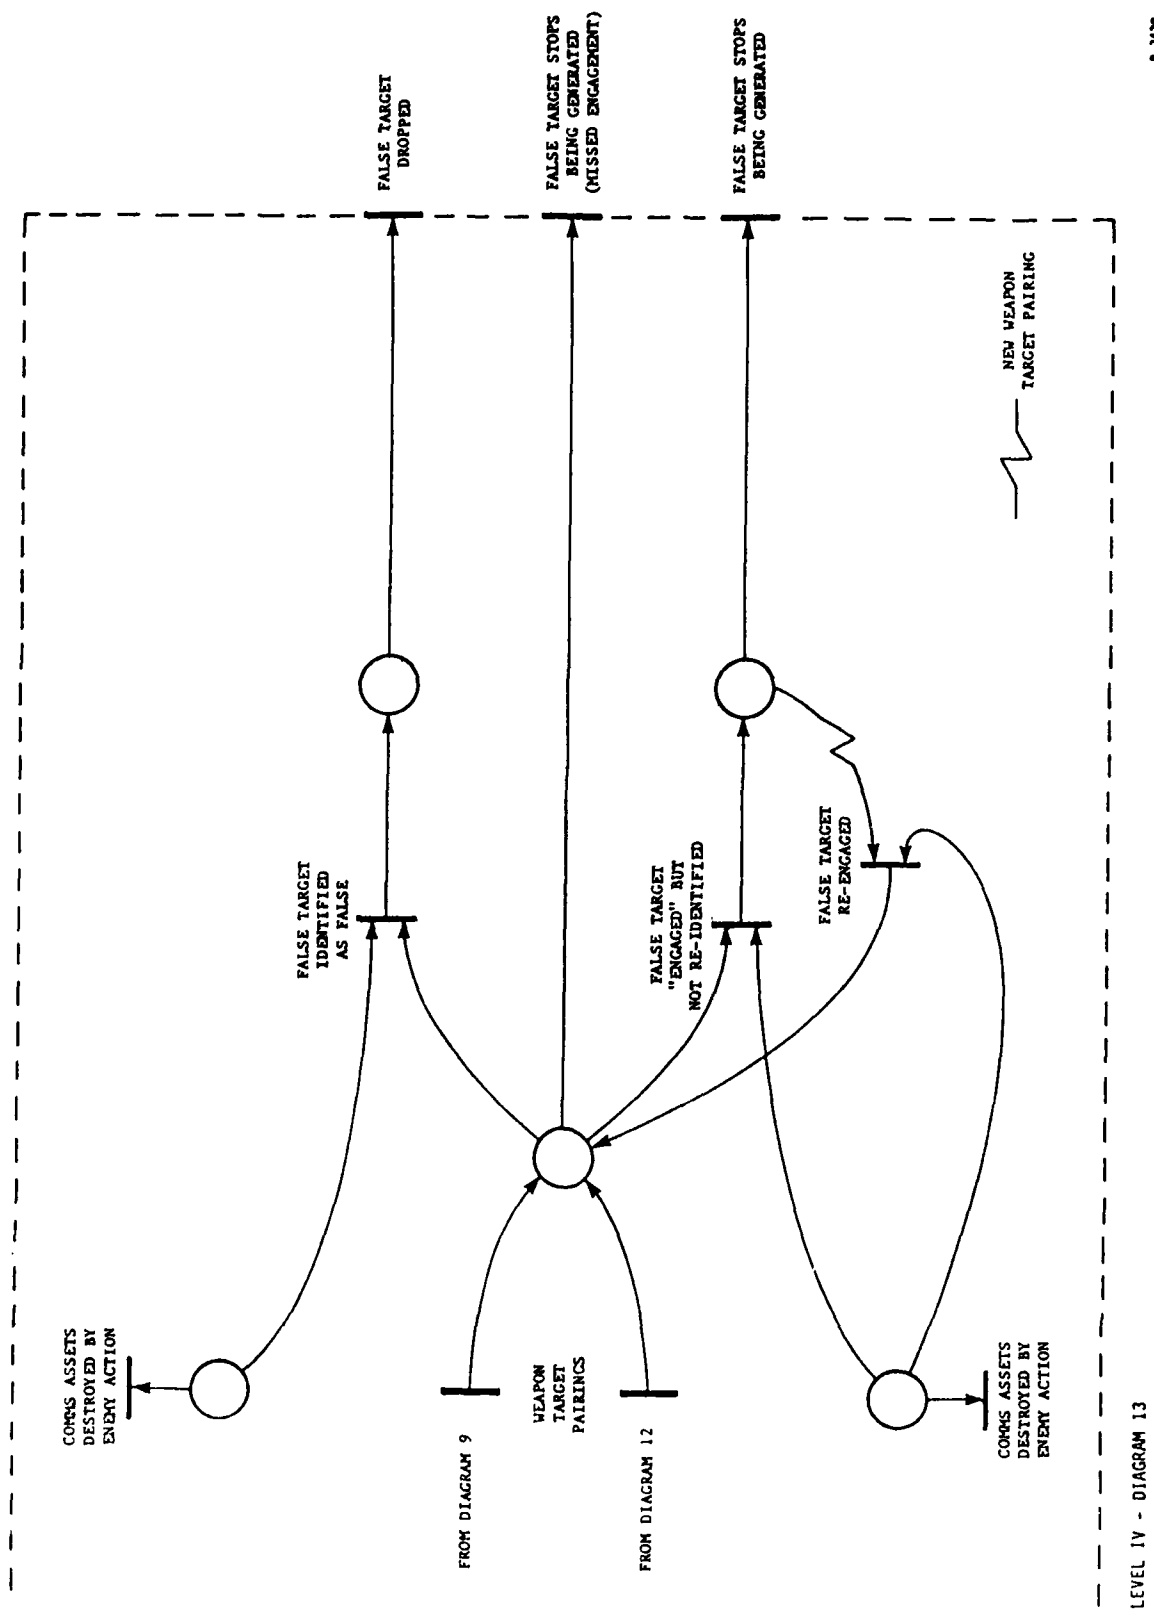 COMMS ASSETS
DESTROYED BY
ENEMY ACTION
FALSE TARGET
IDENTIFIED
AS FALSE
FALSE TARGET
DROPPED
FROM DIAGRAM 9
WEAPON
TARGET
PAIRINGS
FROM DIAGRAM 12
FALSE TARGET STOPS
BEING GENERATED
(MISSED ENGAGEMENT)
FALSE TARGET
"ENGAGED" BUT
NOT RE-IDENTIFIED
FALSE TARGET STOPS
BEING GENERATED
FALSE TARGET
RE-ENGAGED
COMMS ASSETS
DESTROYED BY
ENEMY ACTION
NEW WEAPON
TARGET PAIRING
LEVEL IV - DIAGRAM 13